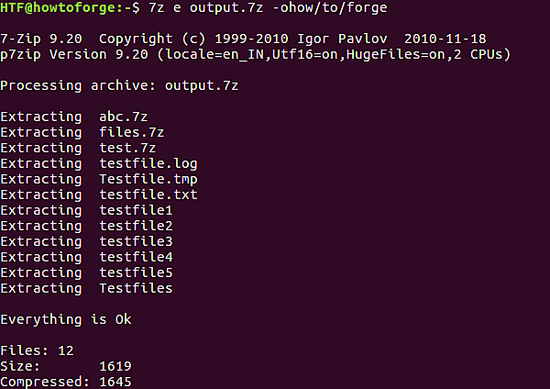 HTF@howtoforge:~$ 7z e output.7z -ohow/to/forge
7-Zip 9.20  Copyright (c) 1999-2010 Igor Pavlov  2010-11-18
p7zip Version 9.20 (locale=en_IN,Utf16=on,HugeFiles=on,2 CPUs)
Processing archive: output.7z
Extracting  abc.7z
Extracting  files.7z
Extracting  test.7z
Extracting  testfile.log
Extracting  Testfile.tmp
Extracting  testfile.txt
Extracting  testfile1
Extracting  testfile2
Extracting  testfile3
Extracting  testfile4
Extracting  testfile5
Extracting  Testfiles
Everything is Ok
Files: 12
Size:       1619
Compressed: 1645